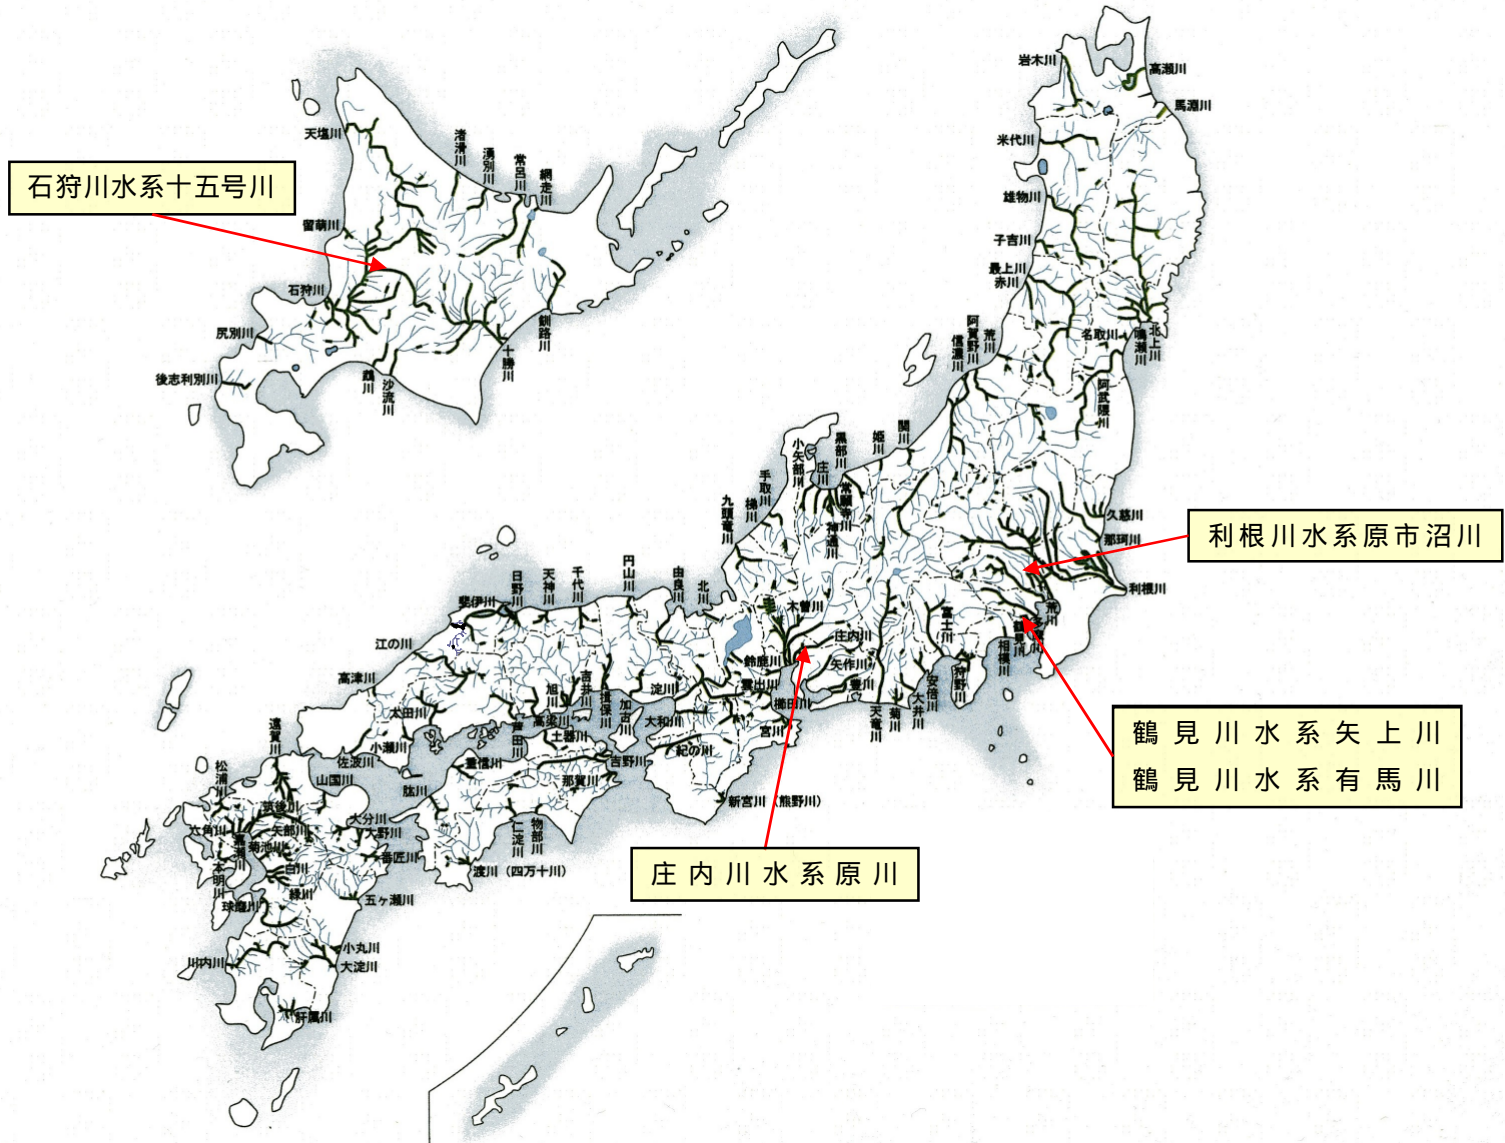 岩木川
高瀬川
馬淵川
米代川
雄物川
子吉川
最上川
赤川
天塩川
渚滑川
湧別川
常呂川
網走川
石狩川水系十五号川
留萌川
石狩川
尻別川
後志利別川
鵡川
沙流川
十勝川
釧路川
阿賀野川
荒川
信濃川
名取川
鳴瀬川
北上川
阿武隈川
関川
姫川
黒部川
小矢部川
庄川
常願寺川
神通川
手取川
梯川
九頭竜川
久慈川
那珂川
利根川水系原市沼川
利根川
荒川
多摩川
鶴見川
相模川
富士川
狩野川
安倍川
大井川
菊川
天竜川
豊川
矢作川
庄内川
木曽川
鈴鹿川
雲出川
櫛田川
宮川
北川
由良川
円山川
千代川
天神川
日野川
斐伊川
江の川
高津川
淀川
大和川
紀の川
新宮川（熊野川）
加古川
揖保川
吉井川
旭川
高梁川
芦田川
太田川
小瀬川
佐波川
土器川
吉野川
那賀川
重信川
肱川
物部川
仁淀川
渡川（四万十川）
遠賀川
山国川
松浦川
筑後川
六角川
嘉瀬川
矢部川
菊池川
本明川
白川
緑川
球磨川
大分川
大野川
番匠川
五ヶ瀬川
小丸川
大淀川
川内川
肝属川
鶴見川水系矢上川
鶴見川水系有馬川
庄内川水系原川